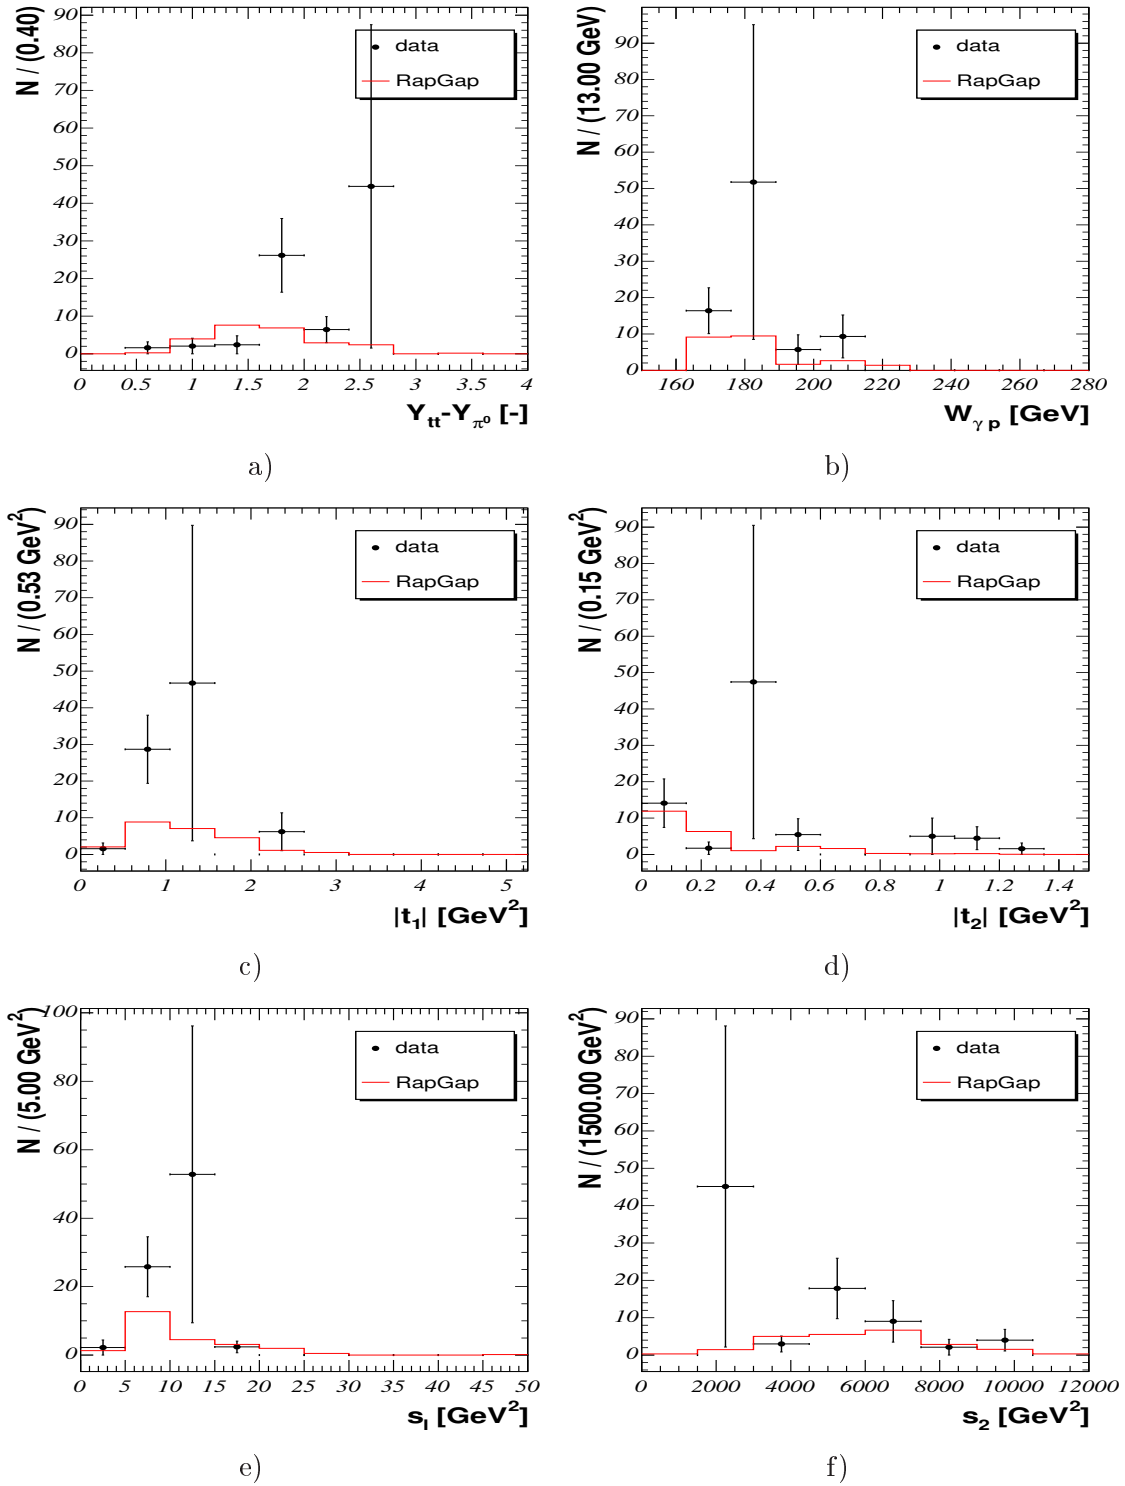 N / (0.40)
90
80
70
60
50
40
30
20
10
0
data
RapGap
0 0.5 1 1.5 2 2.5 3 3.5 4
Y_tt-Y_π⁰ [-]
a)
N / (13.00 GeV)
90
80
70
60
50
40
30
20
10
0
data
RapGap
160 180 200 220 240 260 280
W_γ p [GeV]
b)
N / (0.53 GeV²)
90
80
70
60
50
40
30
20
10
0
data
RapGap
0 1 2 3 4 5
|t₁| [GeV²]
c)
N / (0.15 GeV²)
90
80
70
60
50
40
30
20
10
0
data
RapGap
0 0.2 0.4 0.6 0.8 1 1.2 1.4
|t₂| [GeV²]
d)
N / (5.00 GeV²)
100
80
60
40
20
0
data
RapGap
0 5 10 15 20 25 30 35 40 45 50
s_l [GeV²]
e)
N / (1500.00 GeV²)
90
80
70
60
50
40
30
20
10
0
data
RapGap
0 2000 4000 6000 8000 10000 12000
s₂ [GeV²]
f)